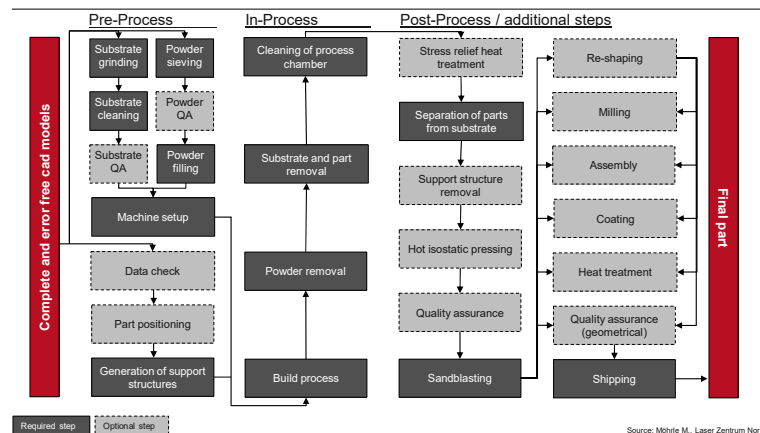 Pre-Process
In-Process
Post-Process / additional steps
Complete and error free cad models
Substrate
grinding
Powder
sieving
Substrate
cleaning
Powder
QA
Substrate
QA
Powder
filling
Machine setup
Data check
Part positioning
Generation of support
structures
Cleaning of process
chamber
Substrate and part
removal
Powder removal
Build process
Stress relief heat
treatment
Separation of parts
from substrate
Support structure
removal
Hot isostatic pressing
Quality assurance
Sandblasting
Re-shaping
Milling
Assembly
Coating
Heat treatment
Quality assurance
(geometrical)
Shipping
Final part
Required step
Optional step
Source: Möhrle M., Laser Zentrum Nor